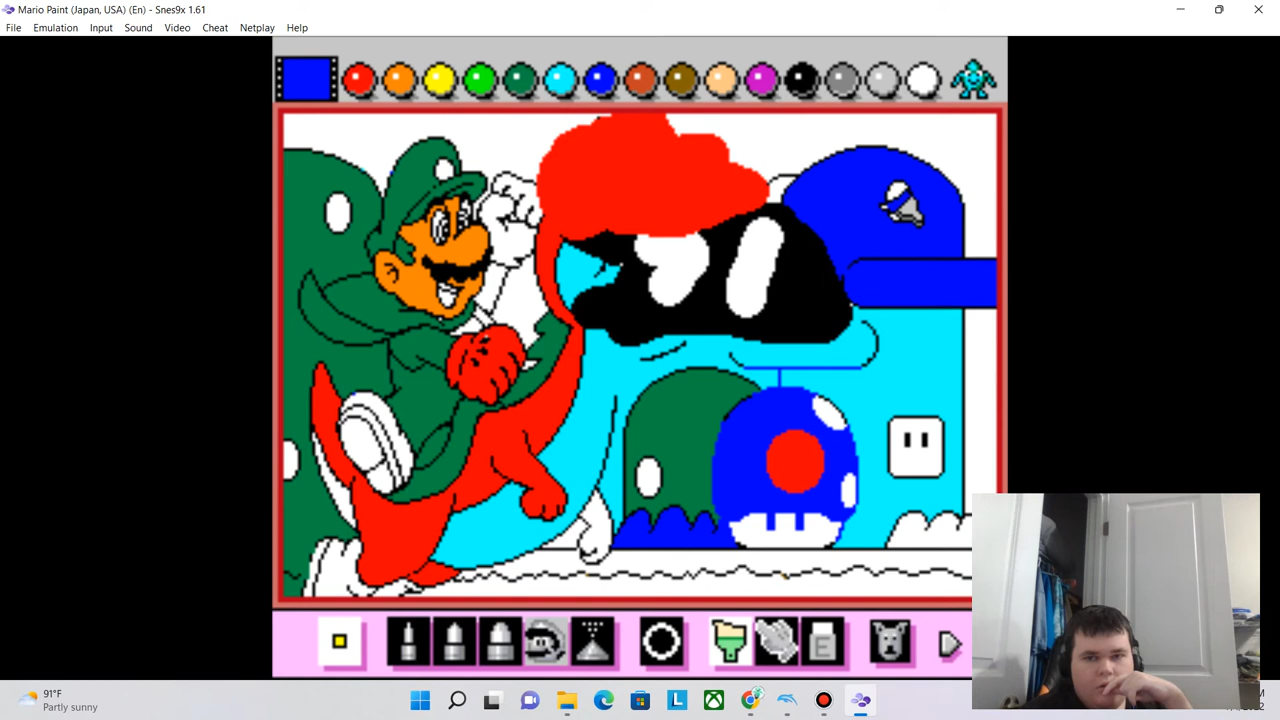 Mario Paint (Japan, USA) (En) - Snes9x 1.61
File Emulation Input Sound Video Cheat Netplay Help
E
L
91°F
Partly sunny